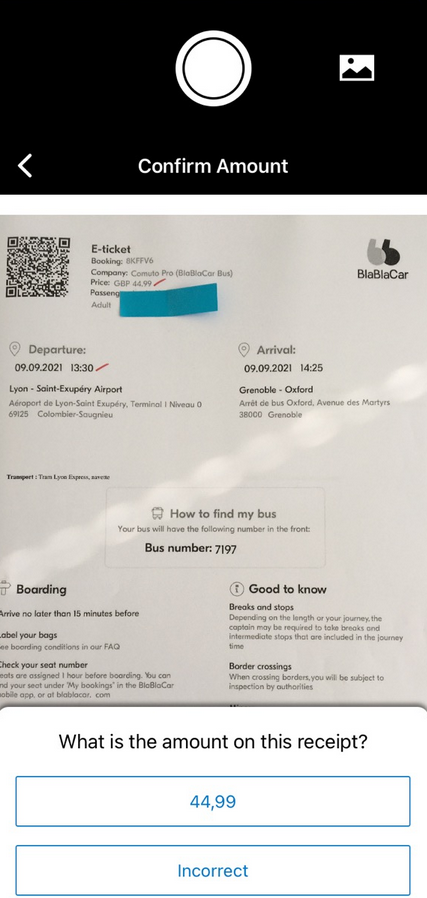 Confirm Amount
E-ticket
Booking: 8KFFV6
Company: Comuto Pro (BlaBlaCar Bus)
Price: GBP 44,99
Adult
BlaBlaCar
Departure:
09.09.2021 13:30
Lyon - Saint-Exupéry Airport
Aéroport de Lyon-Saint Exupéry, Terminal 1 Niveau 0
69125 Colombier-Saugnieu
Arrival:
09.09.2021 14:25
Grenoble - Oxford
Arrêt de bus Oxford, Avenue des Martyrs
38000 Grenoble
Transport : Tram Lyon Express, navette
How to find my bus
Your bus will have the following number in the front:
Bus number: 7197
Boarding
Arrive no later than 15 minutes before
Label your bags
see boarding conditions in our FAQ
Check your seat number
seats are assigned 1 hour before boarding. You can
find your seat under "My bookings" in the BlaBlaCar
mobile app, or at blablacar, com
Good to know
Breaks and stops
Depending on the length or your journey, the
captain may be required to take breaks and
intermediate stops that are included in the journey
time
Border crossings
When crossing borders, you will be subject to
inspection by authorities
What is the amount on this receipt?
44,99
Incorrect